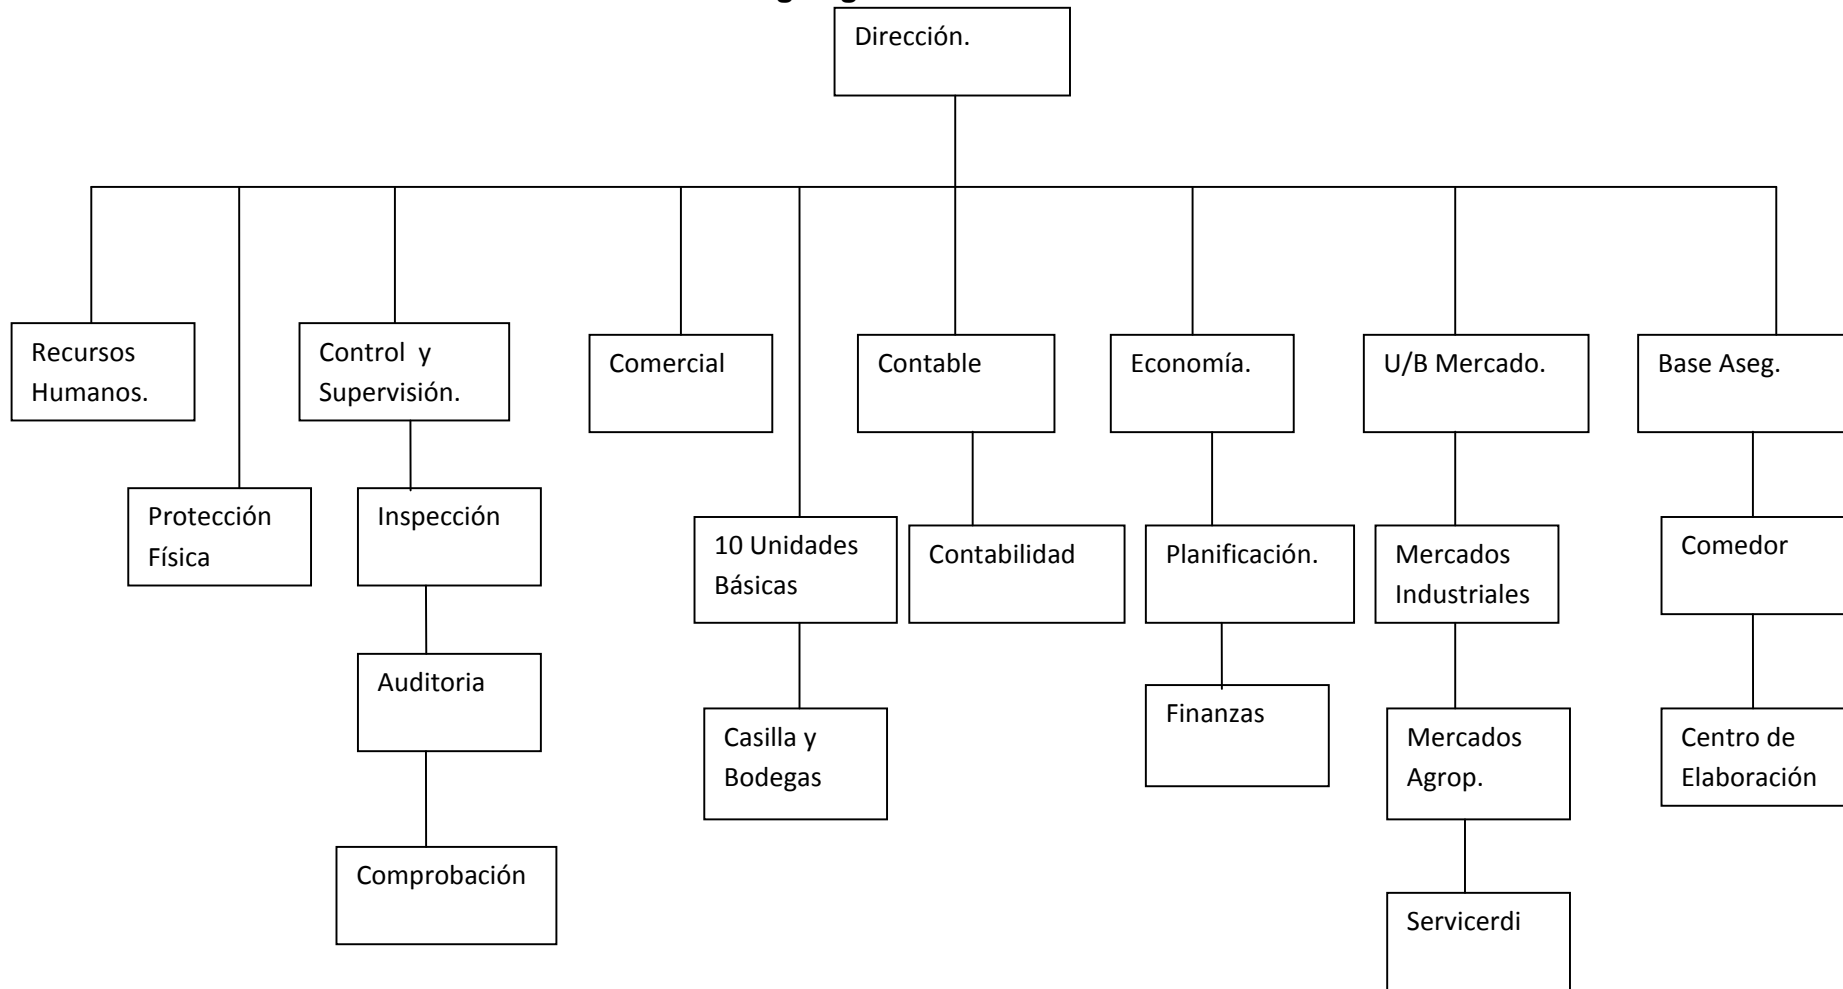 Dirección.
Recursos
Humanos.
Control y
Supervisión.
Comercial
Contable
Economía.
U/B Mercado.
Base Aseg.
Protección
Física
Inspección
10 Unidades
Básicas
Contabilidad
Planificación.
Mercados
Industriales
Comedor
Auditoria
Casilla y
Bodegas
Finanzas
Mercados
Agrop.
Centro de
Elaboración
Comprobación
Servicerdi